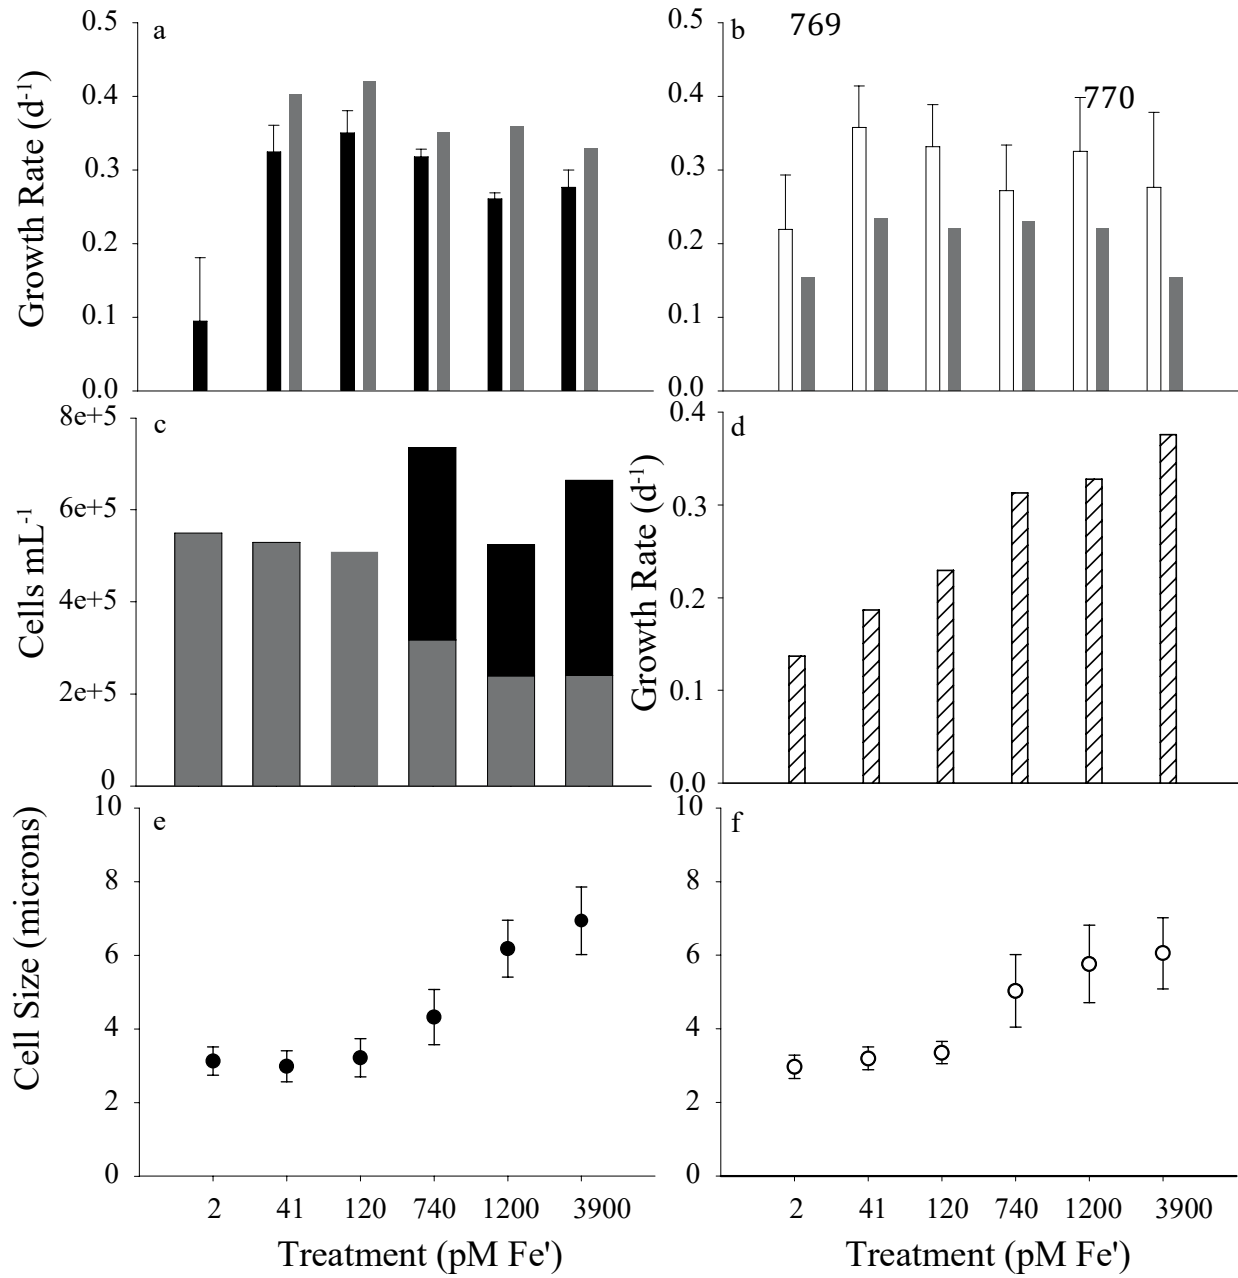 a
0.5
0.4
0.3
0.2
0.1
0.0
Growth Rate (d-1)
b
769
770
0.5
0.4
0.3
0.2
0.1
0.0
c
8e+5
6e+5
4e+5
2e+5
0
Cells mL-1
d
0.4
0.3
0.2
0.1
0.0
Growth Rate (d-1)
e
10
8
6
4
2
0
Cell Size (microns)
2 41 120 740 1200 3900
Treatment (pM Fe')
f
10
8
6
4
2
0
2 41 120 740 1200 3900
Treatment (pM Fe')